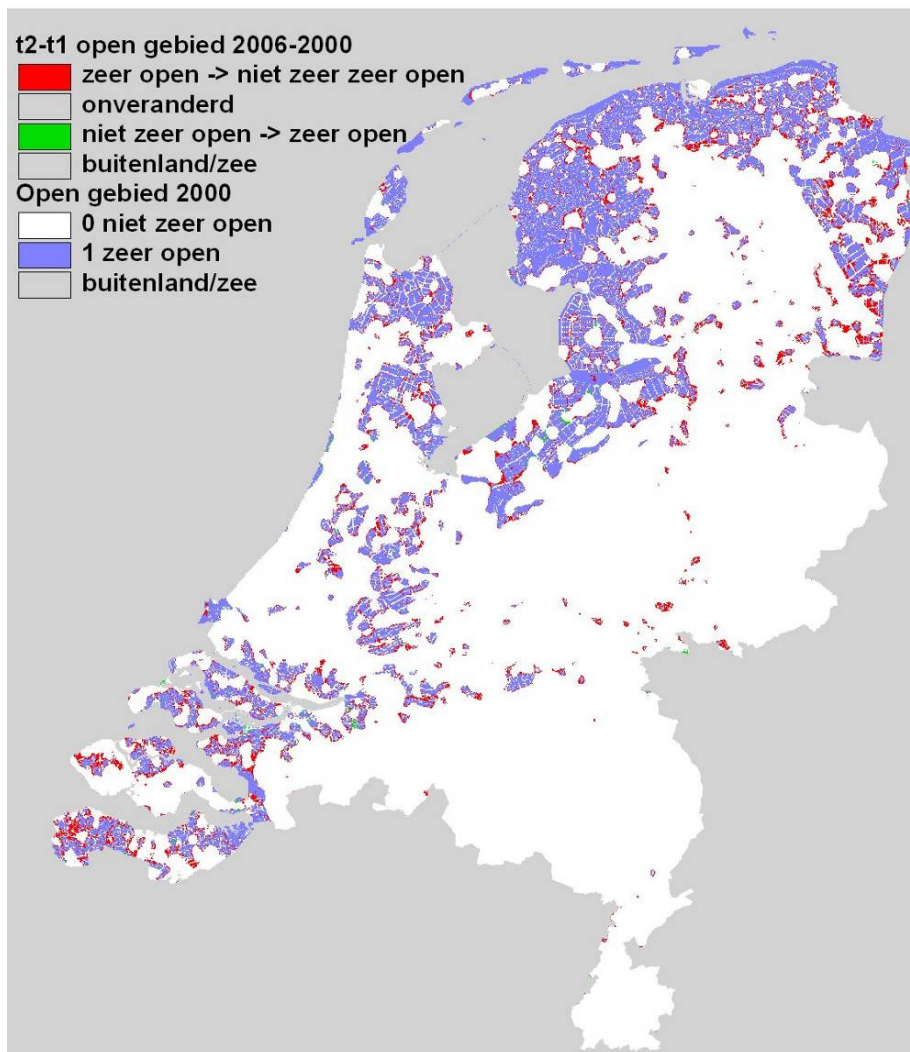 t2-t1 open gebied 2006-2000
zeer open -> niet zeer zeer open
onveranderd
niet zeer open -> zeer open
buitenland/zee
Open gebied 2000
0 niet zeer open
1 zeer open
buitenland/zee